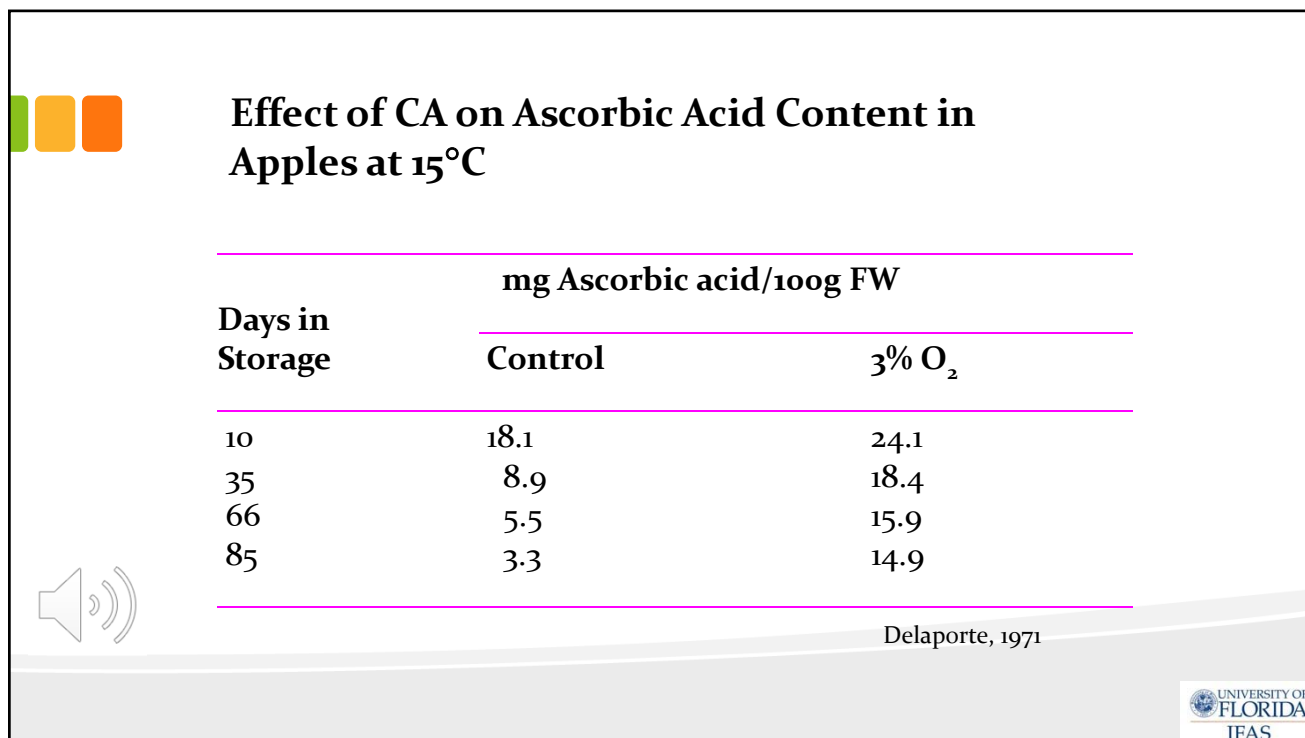 Effect of CA on Ascorbic Acid Content in
Apples at 15°C
mg Ascorbic acid/100g FW
Days in
Storage Control 3% O₂
10 18.1 24.1
35 8.9 18.4
66 5.5 15.9
85 3.3 14.9
Delaporte, 1971
UNIVERSITY OF
FLORIDA
IFAS